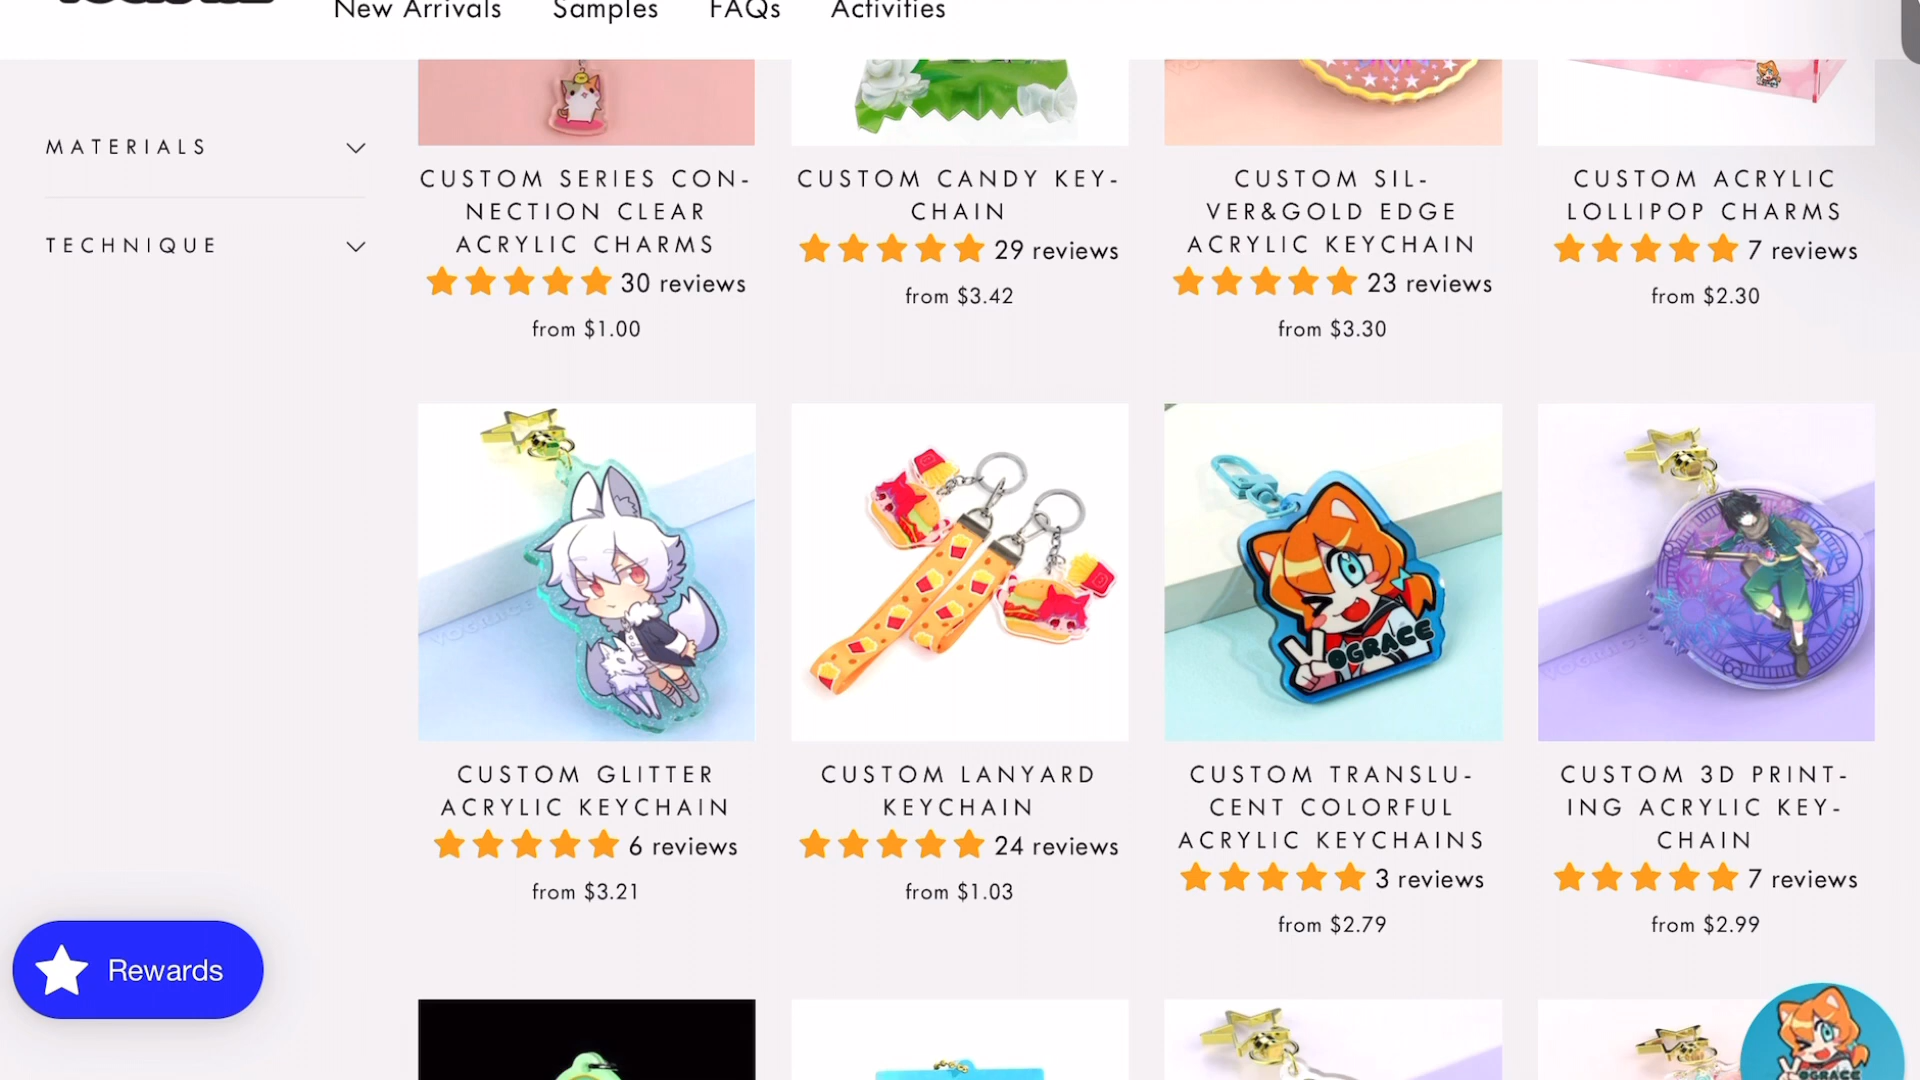 New Arrivals Samples FAQs Activities
MATERIALS
TECHNIQUE
CUSTOM SERIES CON-
NECTION CLEAR
ACRYLIC CHARMS
30 reviews
from $1.00
CUSTOM CANDY KEY-
CHAIN
29 reviews
from $3.42
CUSTOM SIL-
VER&GOLD EDGE
ACRYLIC KEYCHAIN
23 reviews
from $3.30
CUSTOM ACRYLIC
LOLLIPOP CHARMS
7 reviews
from $2.30
VOGRACE
OGRACE
VOGRACE
CUSTOM GLITTER
ACRYLIC KEYCHAIN
6 reviews
from $3.21
CUSTOM LANYARD
KEYCHAIN
24 reviews
from $1.03
CUSTOM TRANSLU-
CENT COLORFUL
ACRYLIC KEYCHAINS
3 reviews
from $2.79
CUSTOM 3D PRINT-
ING ACRYLIC KEY-
CHAIN
7 reviews
from $2.99
Rewards
OGRACE